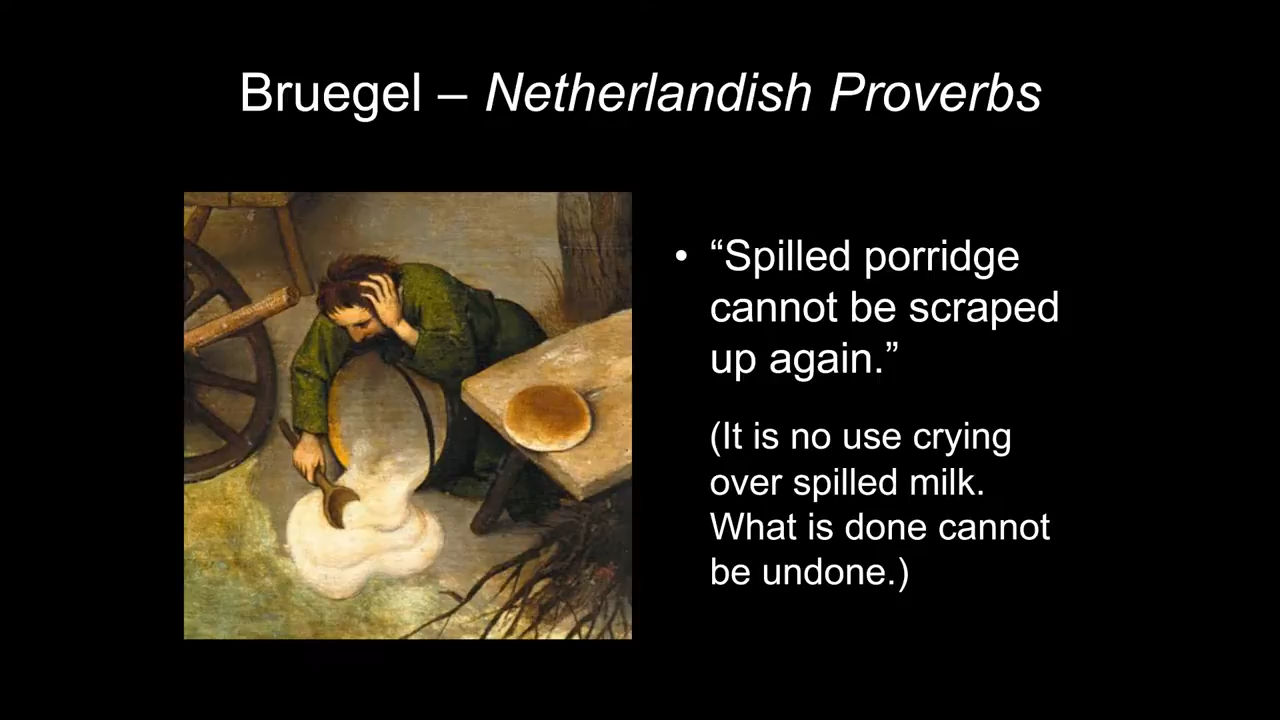 Bruegel – Netherlandish Proverbs
• “Spilled porridge
cannot be scraped
up again.”
(It is no use crying
over spilled milk.
What is done cannot
be undone.)